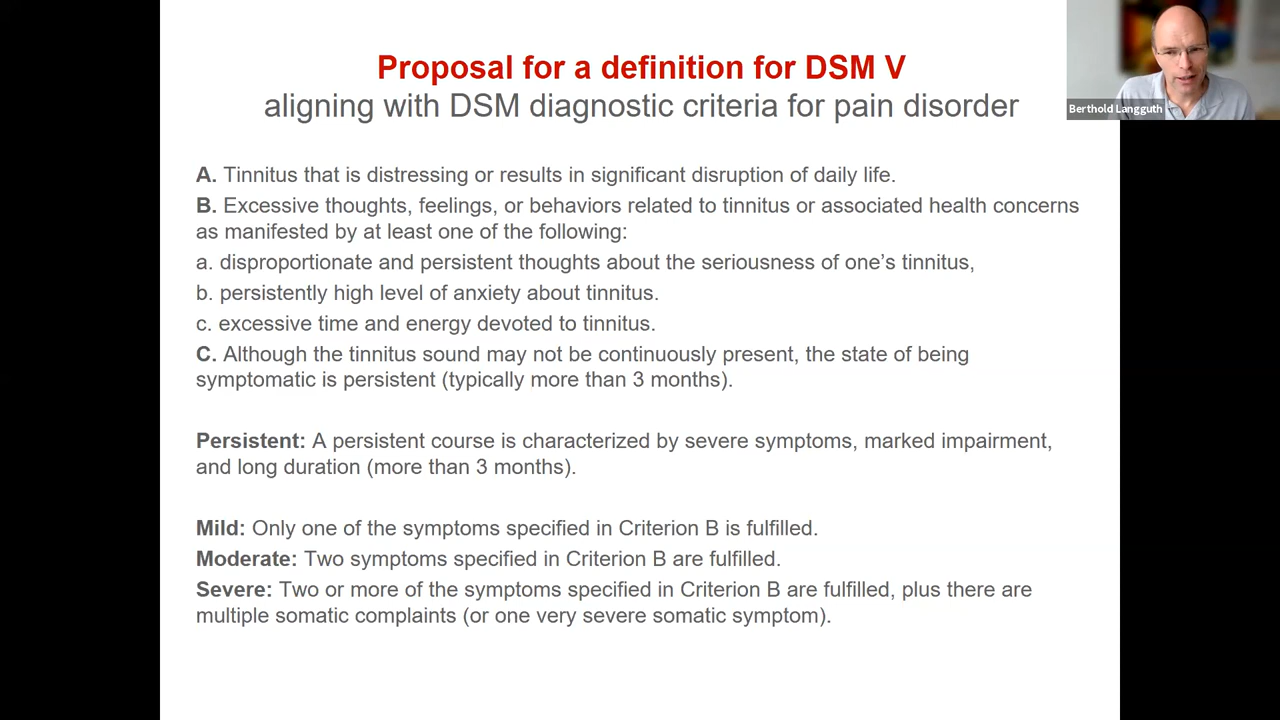 Proposal for a definition for DSM V
aligning with DSM diagnostic criteria for pain disorder
Berthold Langguth
A. Tinnitus that is distressing or results in significant disruption of daily life.
B. Excessive thoughts, feelings, or behaviors related to tinnitus or associated health concerns
as manifested by at least one of the following:
a. disproportionate and persistent thoughts about the seriousness of one’s tinnitus,
b. persistently high level of anxiety about tinnitus.
c. excessive time and energy devoted to tinnitus.
C. Although the tinnitus sound may not be continuously present, the state of being
symptomatic is persistent (typically more than 3 months).
Persistent: A persistent course is characterized by severe symptoms, marked impairment,
and long duration (more than 3 months).
Mild: Only one of the symptoms specified in Criterion B is fulfilled.
Moderate: Two symptoms specified in Criterion B are fulfilled.
Severe: Two or more of the symptoms specified in Criterion B are fulfilled, plus there are
multiple somatic complaints (or one very severe somatic symptom).